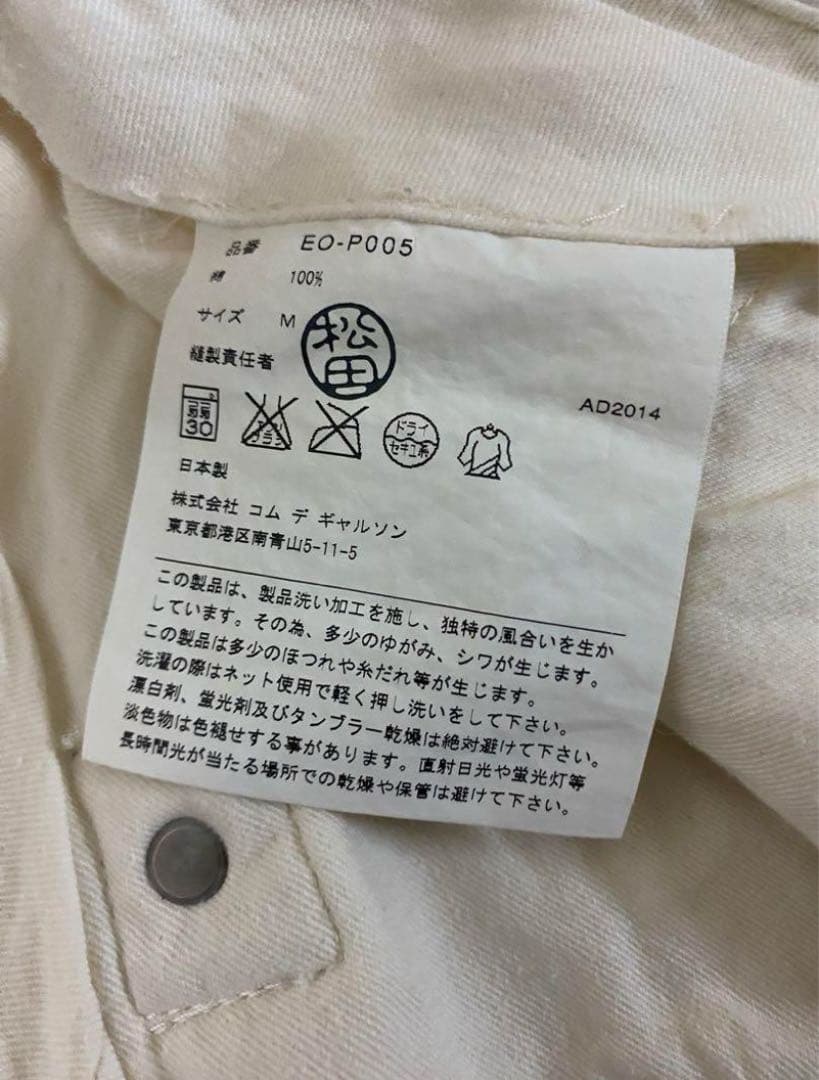 品番 EO-P005
綿 100%
サイズ M
松田
縫製責任者
AD2014
弱 30
エンソ
ドライ
セキユ系
日本製
株式会社 コム デ ギャルソン
東京都港区南青山5-11-5
この製品は、製品洗い加工を施し、独特の風合いを生か
しています。その為、多少のゆがみ、シワが生じます。
この製品は多少のほつれや糸だれ等が生じます。
洗濯の際はネット使用で軽く押し洗いをして下さい。
漂白剤、蛍光剤及びタンブラー乾燥は絶対避けて下さい。
淡色物は色褪せする事があります。直射日光や蛍光灯等
長時間光が当たる場所での乾燥や保管は避けて下さい。